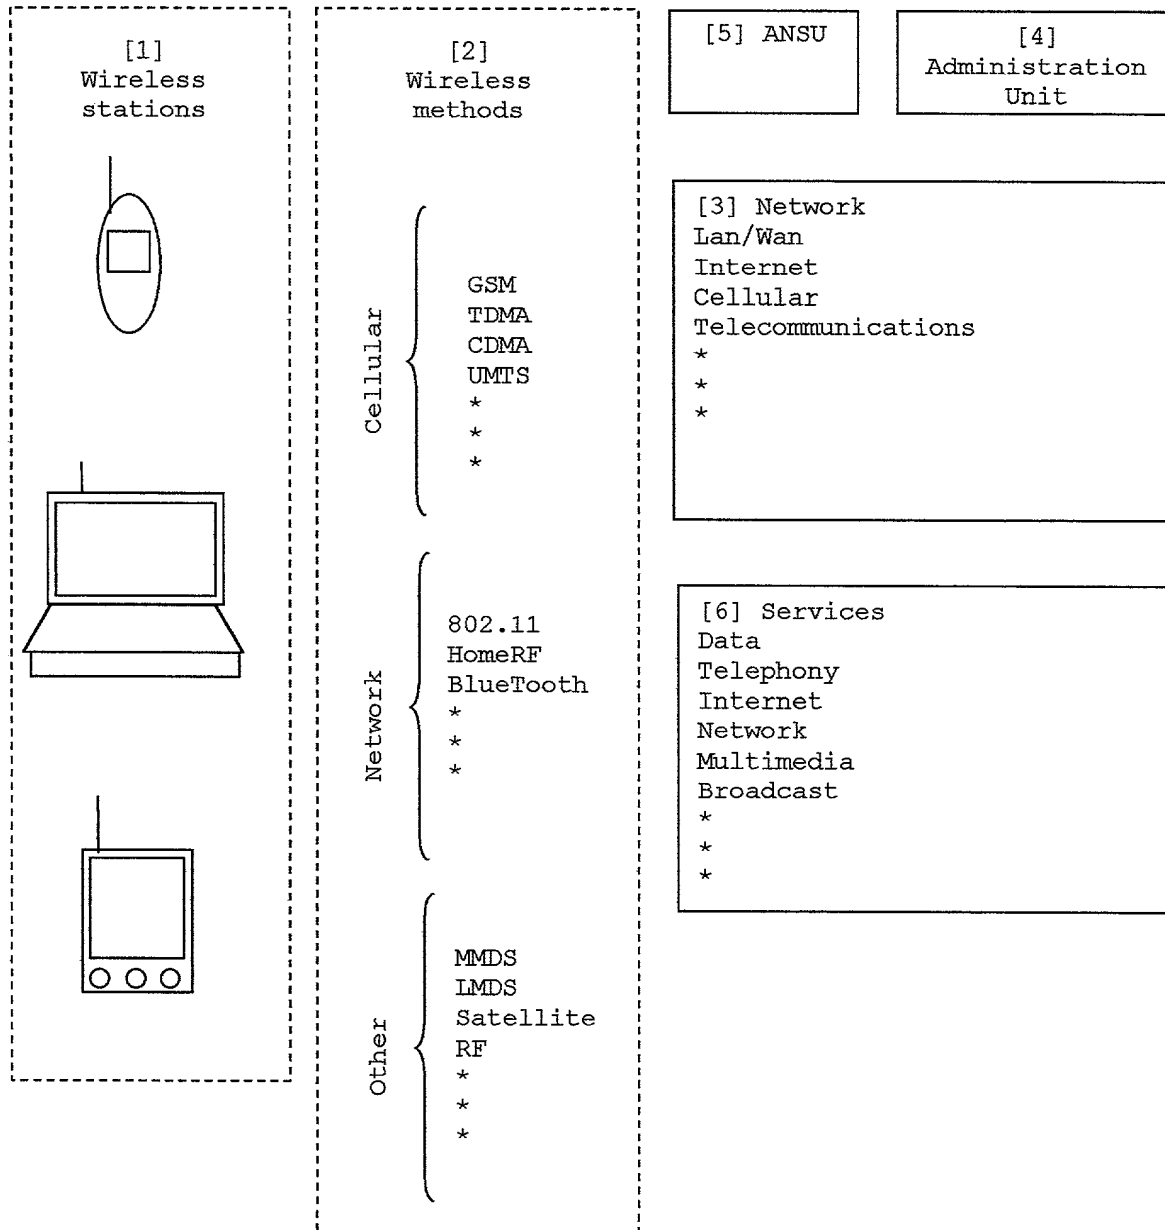 [1]
Wireless
stations
[2]
Wireless
methods
Cellular
GSM
TDMA
CDMA
UMTS
*
*
*
Network
802.11
HomeRF
BlueTooth
*
*
*
Other
MMDS
LMDS
Satellite
RF
*
*
*
[5] ANSU
[4]
Administration
Unit
[3] Network
Lan/Wan
Internet
Cellular
Telecommunications
*
*
*
[6] Services
Data
Telephony
Internet
Network
Multimedia
Broadcast
*
*
*